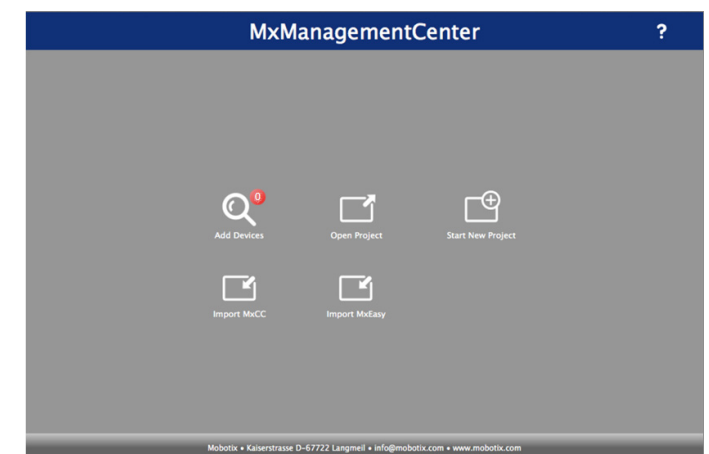 MxManagementCenter ?
0
Add Devices Open Project Start New Project
Import MxCC Import MxEasy
Mobotix • Kaiserstrasse D-67722 Langmeil • info@mobotix.com • www.mobotix.com